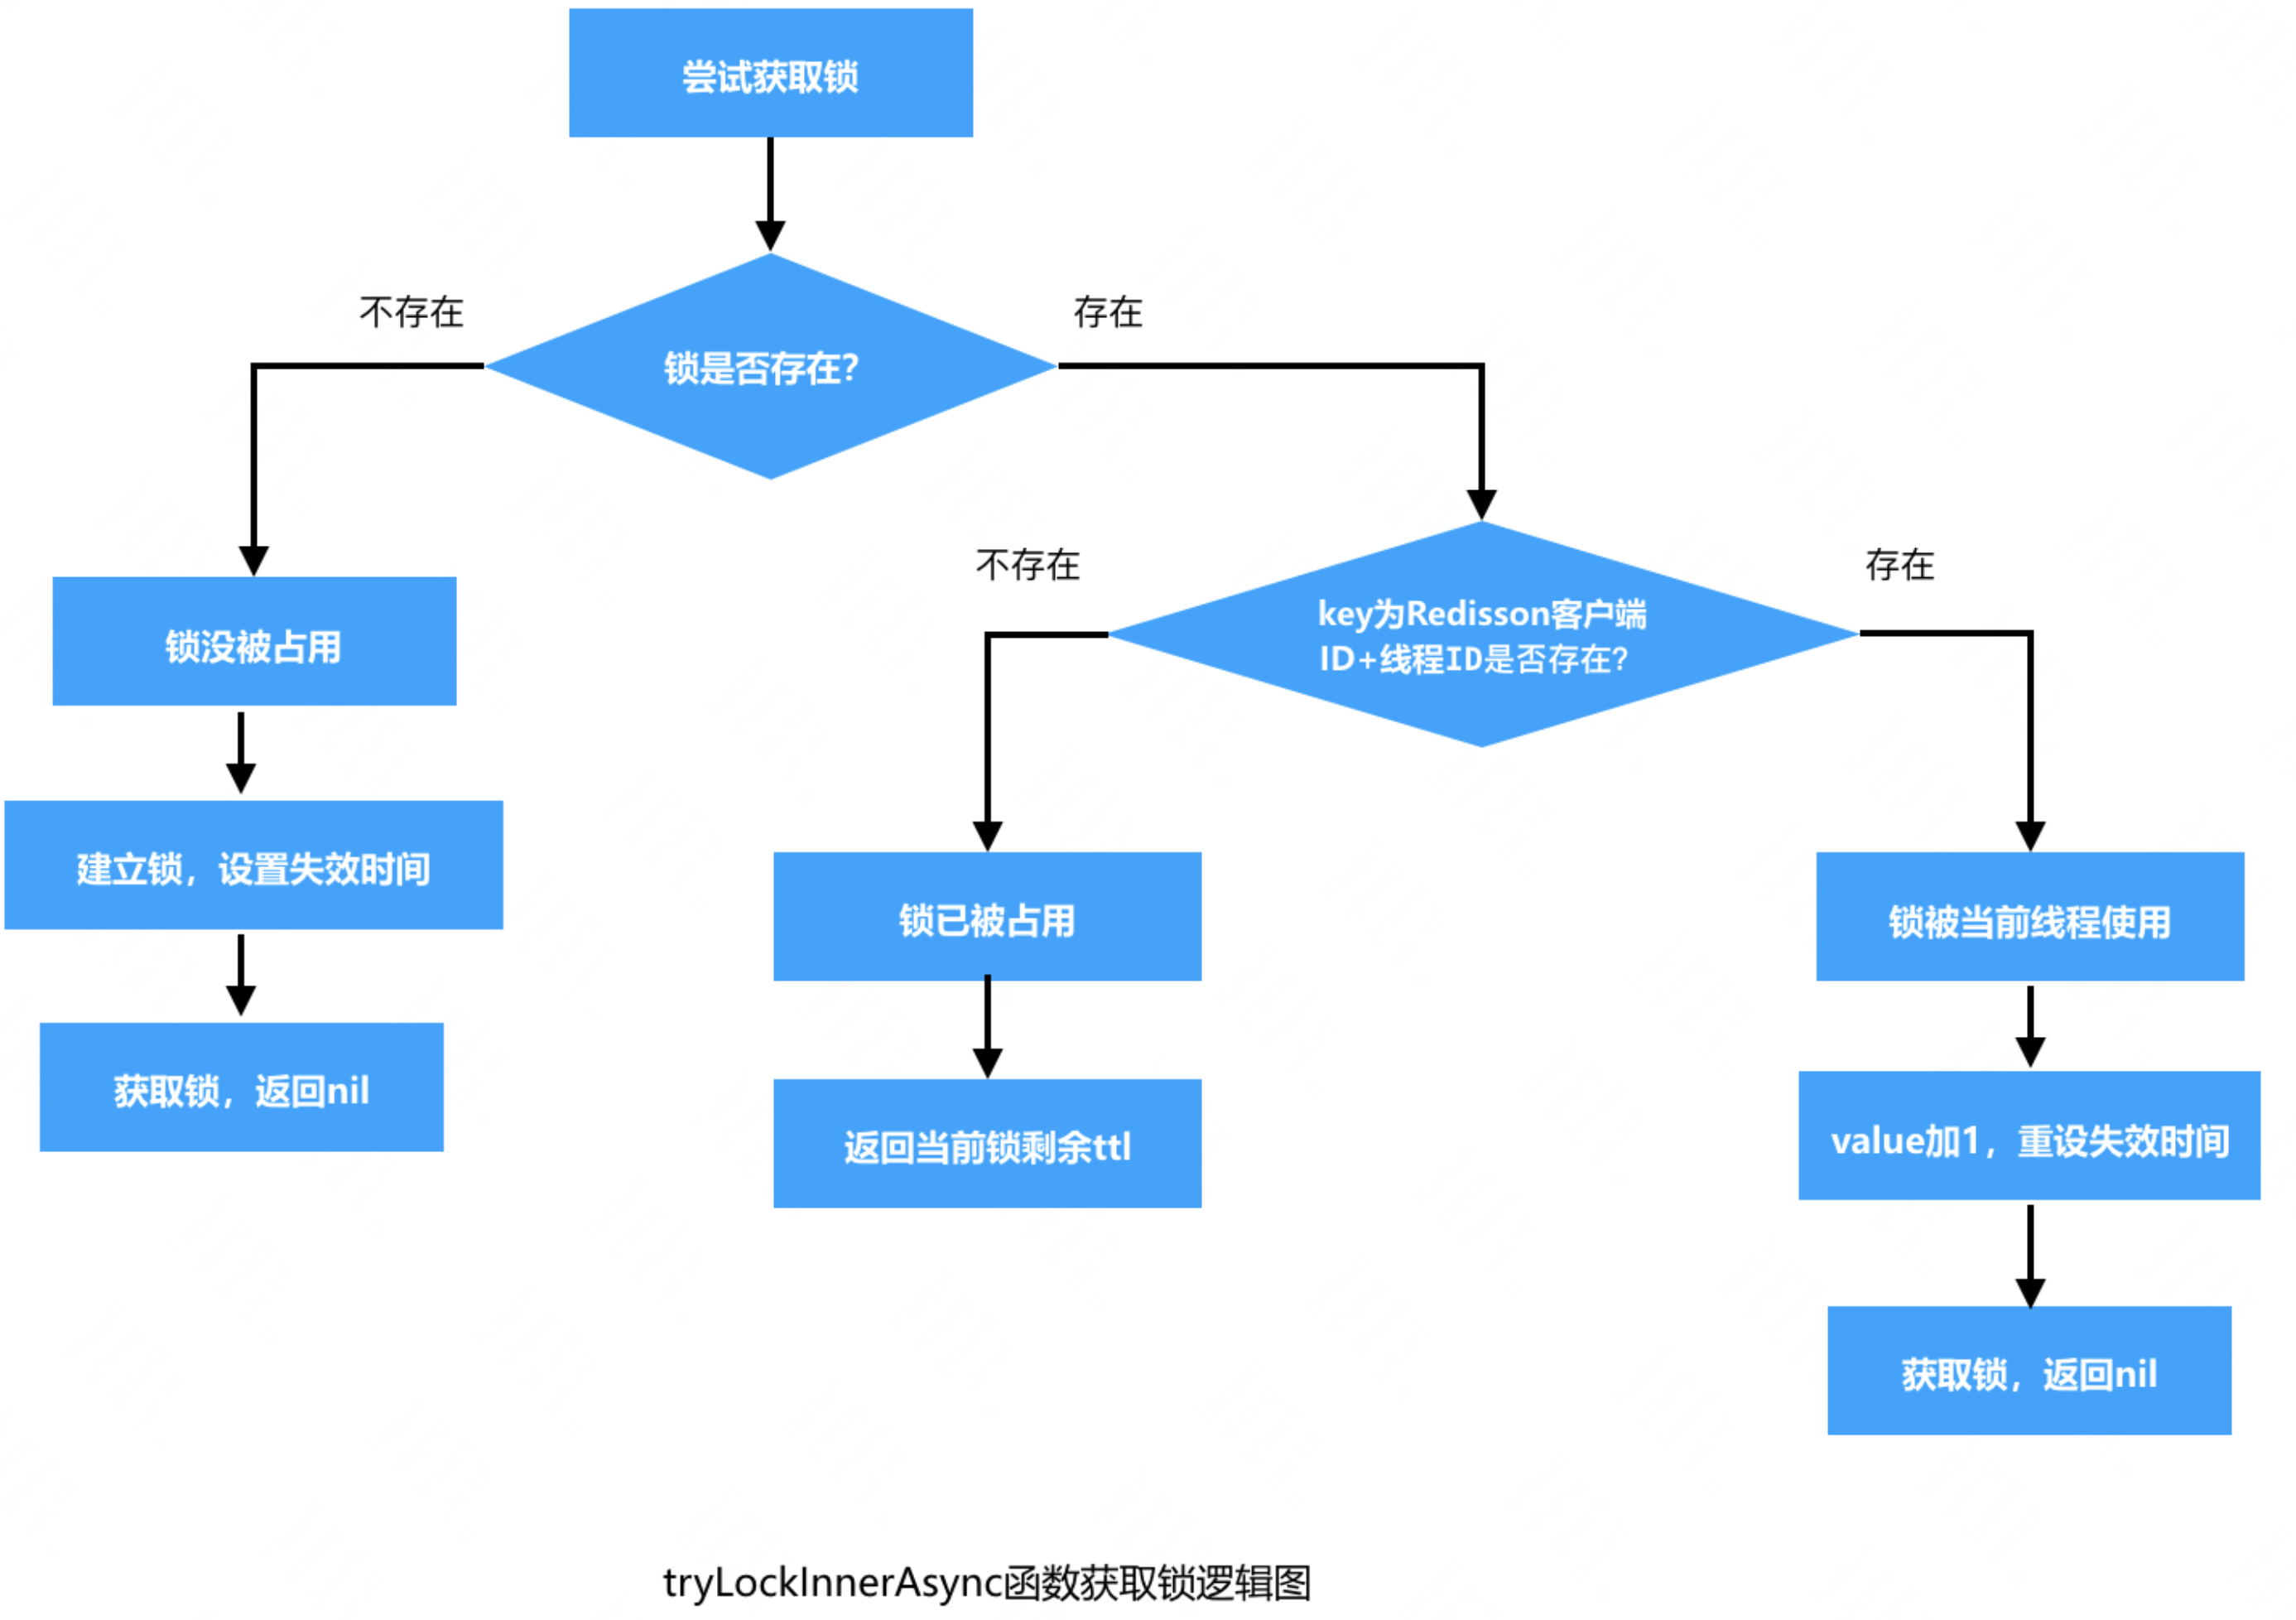 尝试获取锁
不存在
存在
锁是否存在？
不存在
存在
key为Redisson客户端
ID+线程ID是否存在？
锁没被占用
建立锁，设置失效时间
获取锁，返回nil
锁已被占用
返回当前锁剩余ttl
锁被当前线程使用
value加1，重设失效时间
获取锁，返回nil
tryLockInnerAsync函数获取锁逻辑图